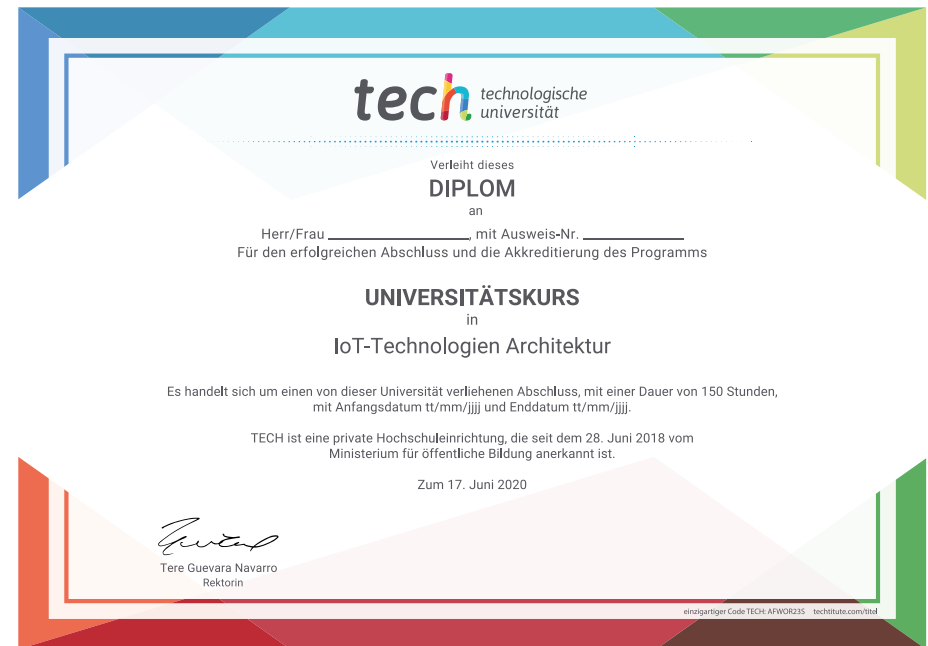 tech technologische
universität
Verleiht dieses
DIPLOM
an
Herr/Frau ____________, mit Ausweis-Nr. ____________
Für den erfolgreichen Abschluss und die Akkreditierung des Programms
UNIVERSITÄTSKURS
in
IoT-Technologien Architektur
Es handelt sich um einen von dieser Universität verliehenen Abschluss, mit einer Dauer von 150 Stunden,
mit Anfangsdatum tt/mm/jjjj und Enddatum tt/mm/jjjj.
TECH ist eine private Hochschuleinrichtung, die seit dem 28. Juni 2018 vom
Ministerium für öffentliche Bildung anerkannt ist.
Zum 17. Juni 2020
Tere Guevara Navarro
Rektorin
einzigartiger Code TECH: AFWOR23S techtitute.com/titel